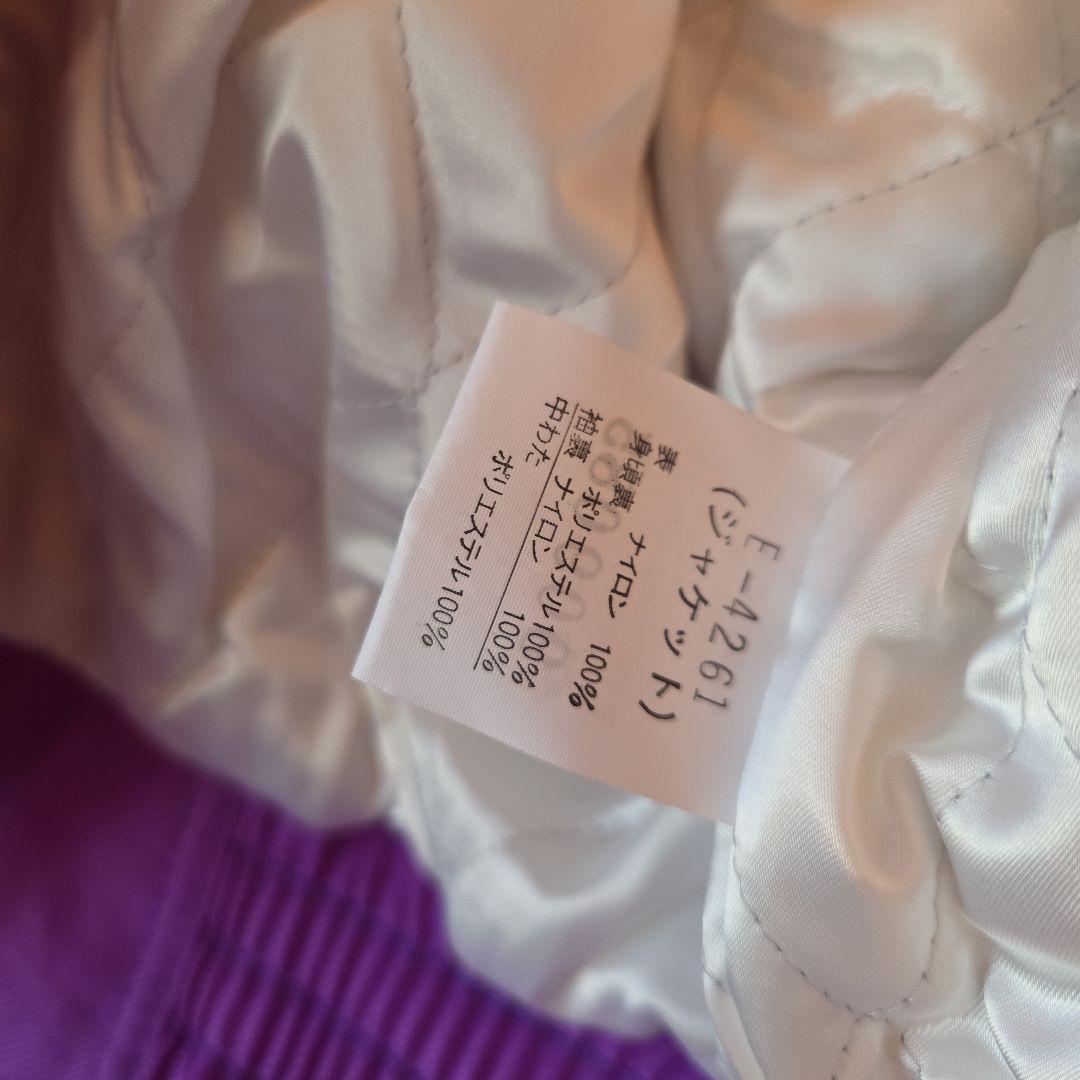 E-4261
(ジャケット)
表 ナイロン 100%
身頃裏 ポリエステル100%
袖裏 ナイロン 100%
中わた
ポリエステル100%